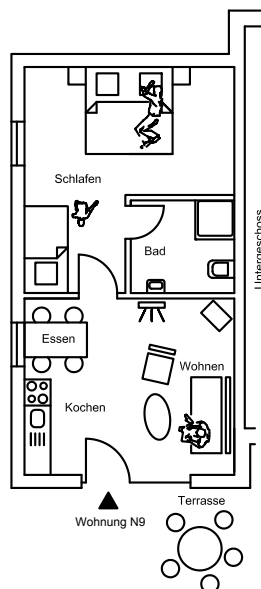 Schlafen
Bad
Untergeschoss
Essen
Wohnen
Kochen
Terrasse
Wohnung N9